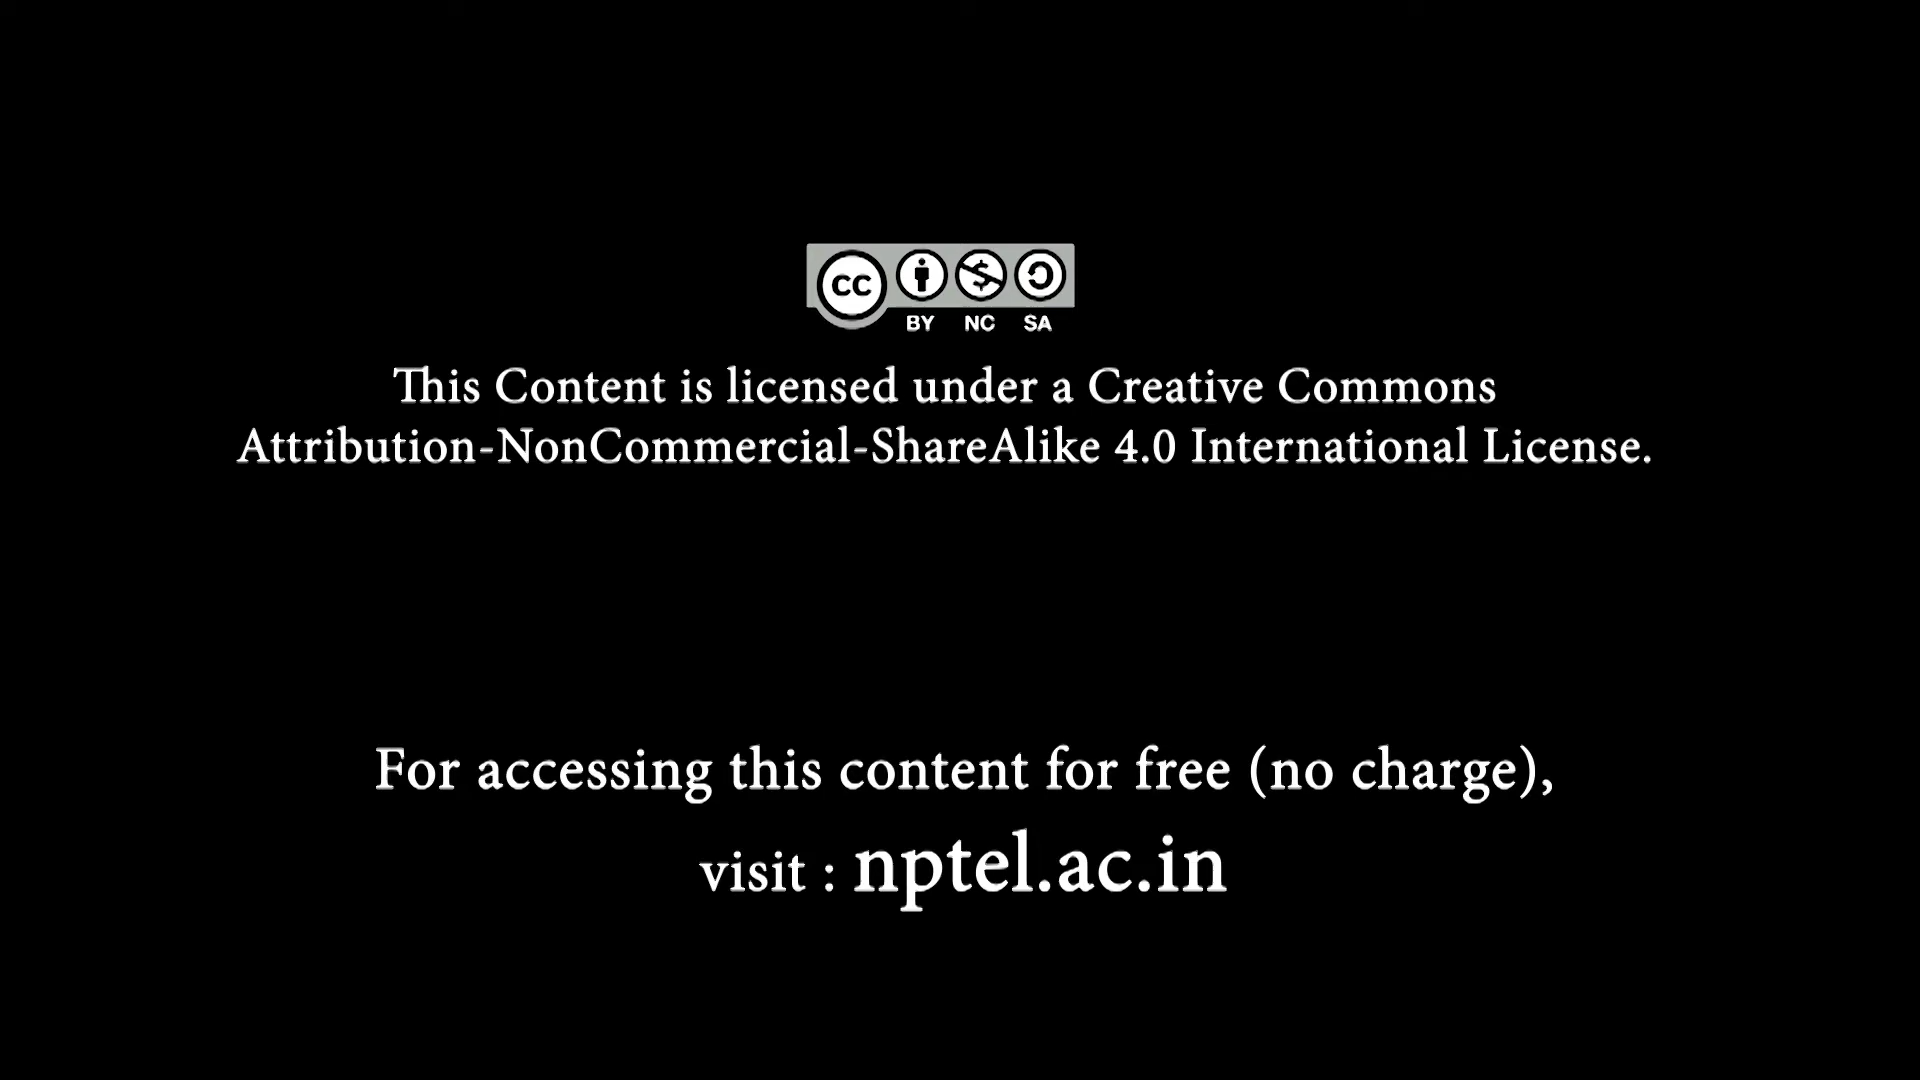 cc
BY NC SA
This Content is licensed under a Creative Commons
Attribution-NonCommercial-ShareAlike 4.0 International License.
For accessing this content for free (no charge),
visit : nptel.ac.in